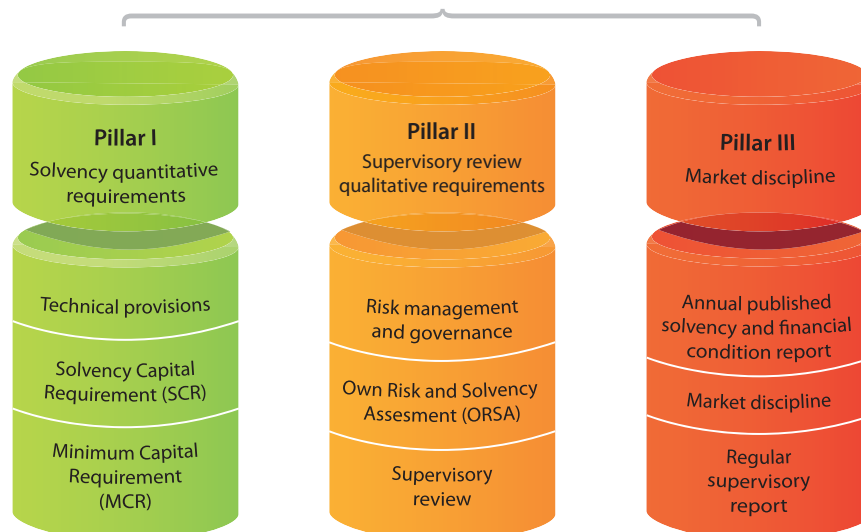 Pillar I
Solvency quantitative
requirements
Technical provisions
Solvency Capital
Requirement (SCR)
Minimum Capital
Requirement
(MCR)
Pillar II
Supervisory review
qualitative requirements
Risk management
and governance
Own Risk and Solvency
Assesment (ORSA)
Supervisory
review
Pillar III
Market discipline
Annual published
solvency and financial
condition report
Market discipline
Regular
supervisory
report